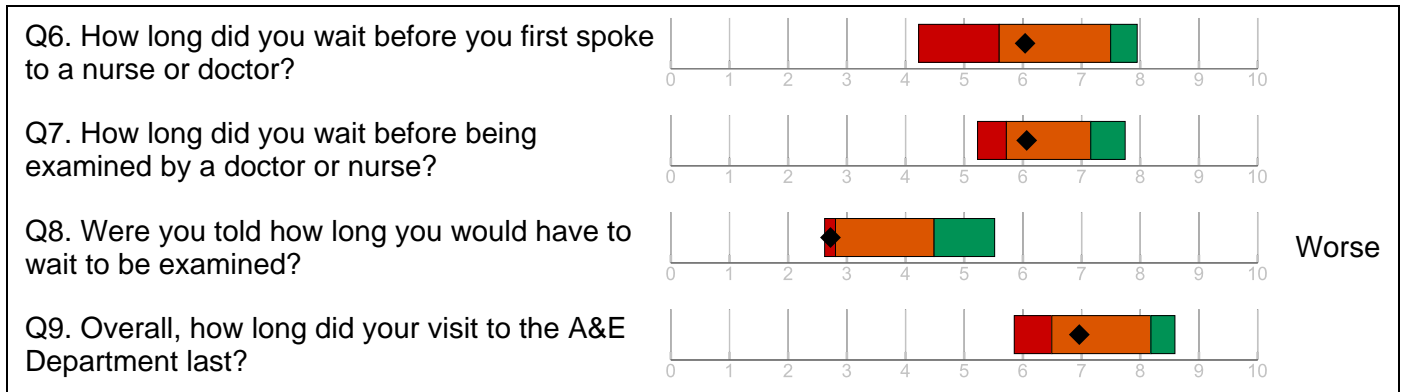 Q6. How long did you wait before you first spoke
to a nurse or doctor?
0 1 2 3 4 5 6 7 8 9 10
Q7. How long did you wait before being
examined by a doctor or nurse?
0 1 2 3 4 5 6 7 8 9 10
Q8. Were you told how long you would have to
wait to be examined?
Worse
0 1 2 3 4 5 6 7 8 9 10
Q9. Overall, how long did your visit to the A&E
Department last?
0 1 2 3 4 5 6 7 8 9 10